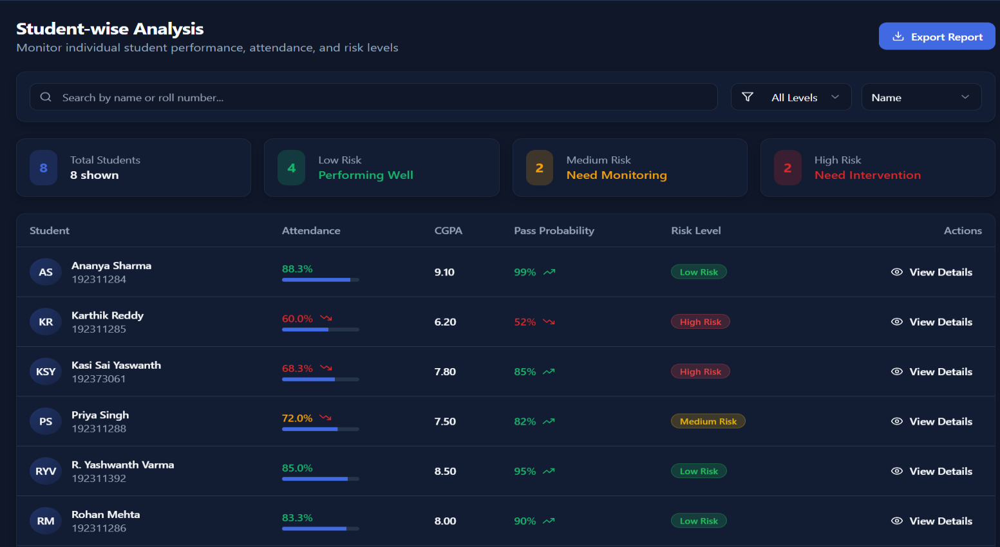 Student-wise Analysis
Monitor individual student performance, attendance, and risk levels
Export Report
Search by name or roll number...
All Levels
Name
8
Total Students
8 shown
4
Low Risk
Performing Well
2
Medium Risk
Need Monitoring
2
High Risk
Need Intervention
Student Attendance CGPA Pass Probability Risk Level Actions
AS Ananya Sharma 192311284 88.3% 9.10 99% Low Risk View Details
KR Karthik Reddy 192311285 60.0% 6.20 52% High Risk View Details
KSY Kasi Sai Yaswanth 192373061 68.3% 7.80 85% High Risk View Details
PS Priya Singh 192311288 72.0% 7.50 82% Medium Risk View Details
RYV R. Yashwanth Varma 192311392 85.0% 8.50 95% Low Risk View Details
RM Rohan Mehta 192311286 83.3% 8.00 90% Low Risk View Details